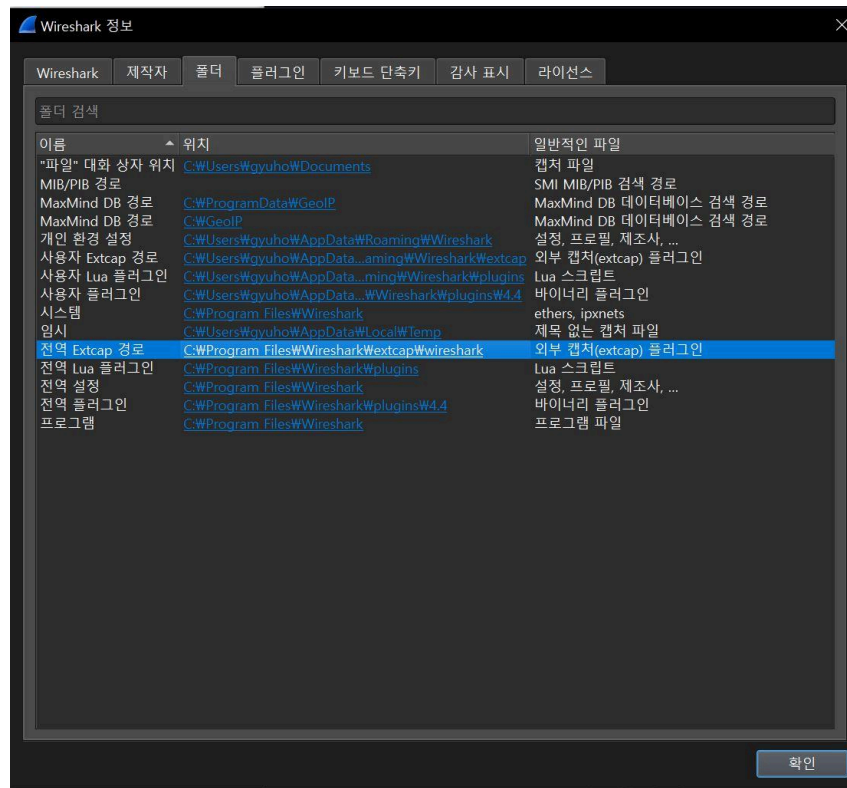 Wireshark 정보
Wireshark 제작자 폴더 플러그인 키보드 단축키 감사 표시 라이선스
폴더 검색
이름 위치 일반적인 파일
"파일" 대화 상자 위치 C:₩Users₩gyuho₩Documents 캡처 파일
MIB/PIB 경로 SMI MIB/PIB 검색 경로
MaxMind DB 경로 C:₩ProgramData₩GeoIP MaxMind DB 데이터베이스 검색 경로
MaxMind DB 경로 C:₩GeoIP MaxMind DB 데이터베이스 검색 경로
개인 환경 설정 C:₩Users₩gyuho₩AppData₩Roaming₩Wireshark 설정, 프로필, 제조사, ...
사용자 Extcap 경로 C:₩Users₩gyuho₩AppData...aming₩Wireshark₩extcap 외부 캡처(extcap) 플러그인
사용자 Lua 플러그인 C:₩Users₩gyuho₩AppData...ming₩Wireshark₩plugins Lua 스크립트
사용자 플러그인 C:₩Users₩gyuho₩AppData...₩Wireshark₩plugins₩4.4 바이너리 플러그인
시스템 C:₩Program Files₩Wireshark ethers, ipxnets
임시 C:₩Users₩gyuho₩AppData₩Local₩Temp 제목 없는 캡처 파일
전역 Extcap 경로 C:₩Program Files₩Wireshark₩extcap₩wireshark 외부 캡처(extcap) 플러그인
전역 Lua 플러그인 C:₩Program Files₩Wireshark₩plugins Lua 스크립트
전역 설정 C:₩Program Files₩Wireshark 설정, 프로필, 제조사, ...
전역 플러그인 C:₩Program Files₩Wireshark₩plugins₩4.4 바이너리 플러그인
프로그램 C:₩Program Files₩Wireshark 프로그램 파일
확인